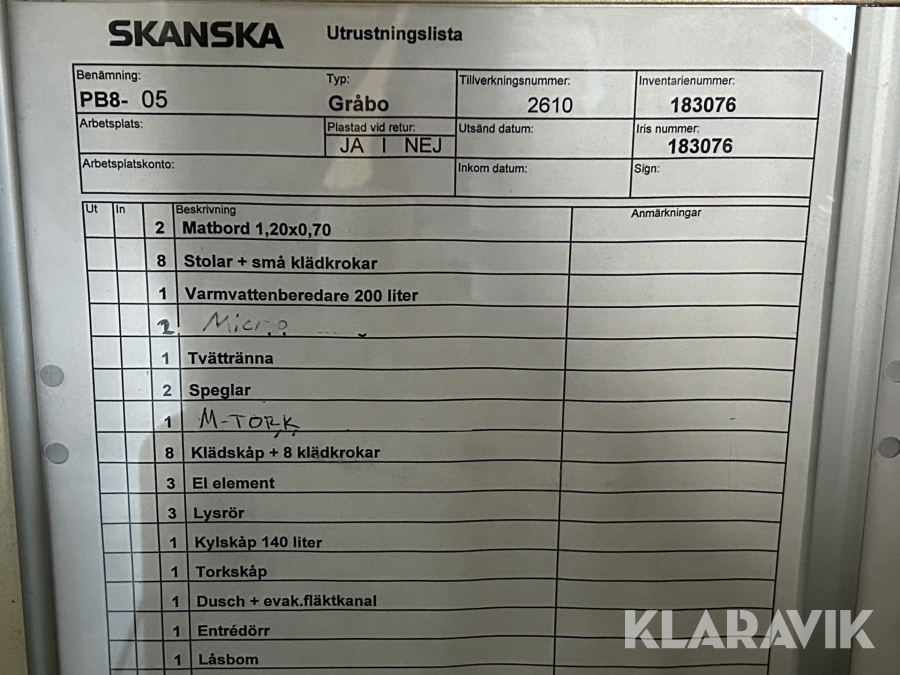 SKANSKA Utrustningslista
Benämning: Typ: Tillverkningsnummer: Inventarienummer:
PB8- 05 Gråbo 2610 183076
Arbetsplats: Plastad vid retur: Utsänd datum: Iris nummer:
JA I NEJ 183076
Arbetsplatskonto: Inkom datum: Sign:
Ut In Beskrivning Anmärkningar
2 Matbord 1,20x0,70
8 Stolar + små klädkrokar
1 Varmvattenberedare 200 liter
2 Micro
1 Tvättränna
2 Speglar
1 M-TORK
8 Klädskåp + 8 klädkrokar
3 El element
3 Lysrör
1 Kylskåp 140 liter
1 Torkskåp
1 Dusch + evak.fläktkanal
1 Entrédörr
1 Låsbom
KLARAVIK